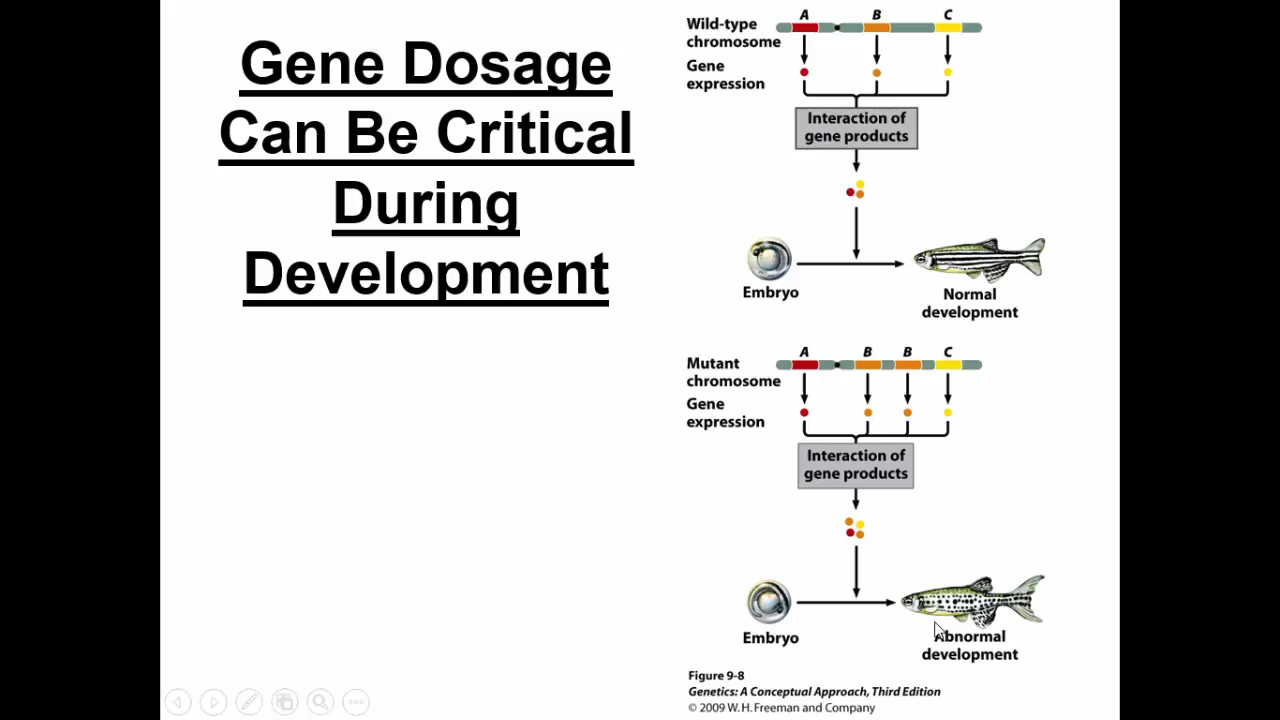 Gene Dosage
Can Be Critical
During
Development
A B C
Wild-type
chromosome
Gene
expression
Interaction of
gene products
Embryo
Normal
development
A B B C
Mutant
chromosome
Gene
expression
Interaction of
gene products
Embryo
Abnormal
development
Figure 9-8
Genetics: A Conceptual Approach, Third Edition
© 2009 W. H. Freeman and Company